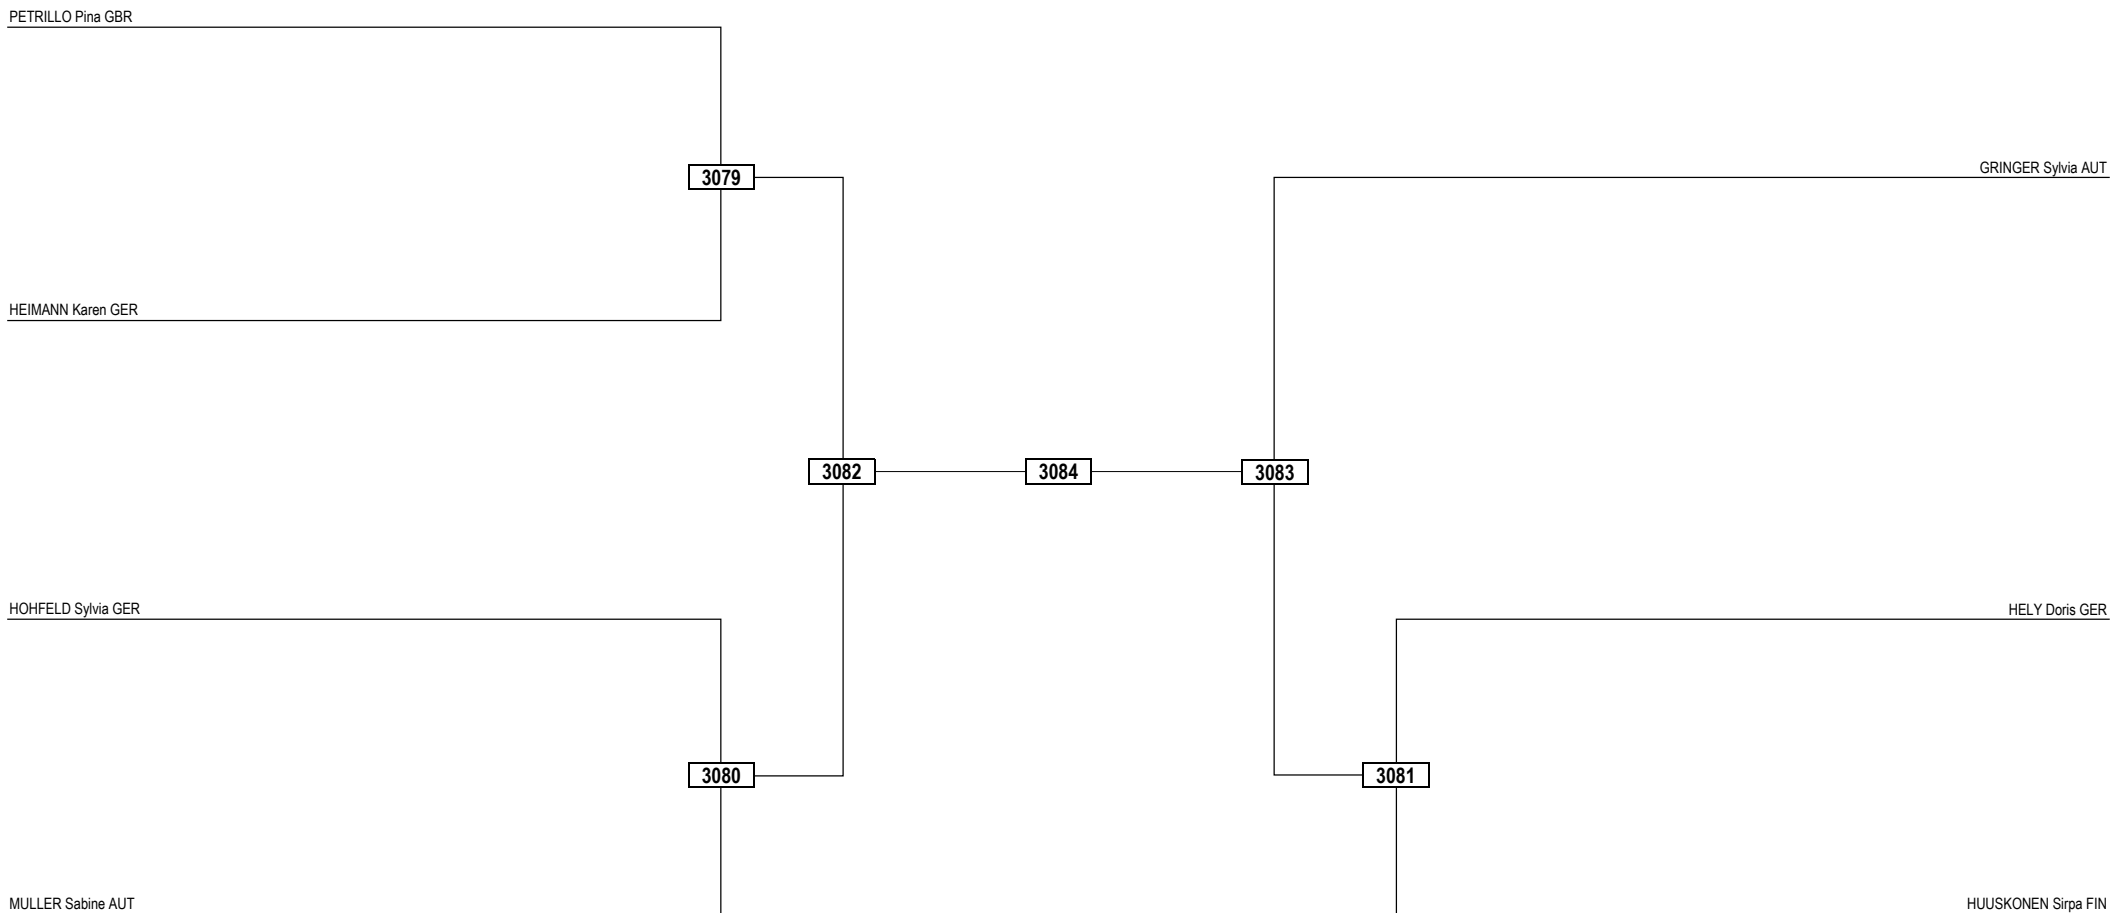 PETRILLO Pina GBR
3079
GRINGER Sylvia AUT
HEIMANN Karen GER
3082
3084
3083
HOHFELD Sylvia GER
HELY Doris GER
3080
3081
MULLER Sabine AUT
HUUSKONEN Sirpa FIN